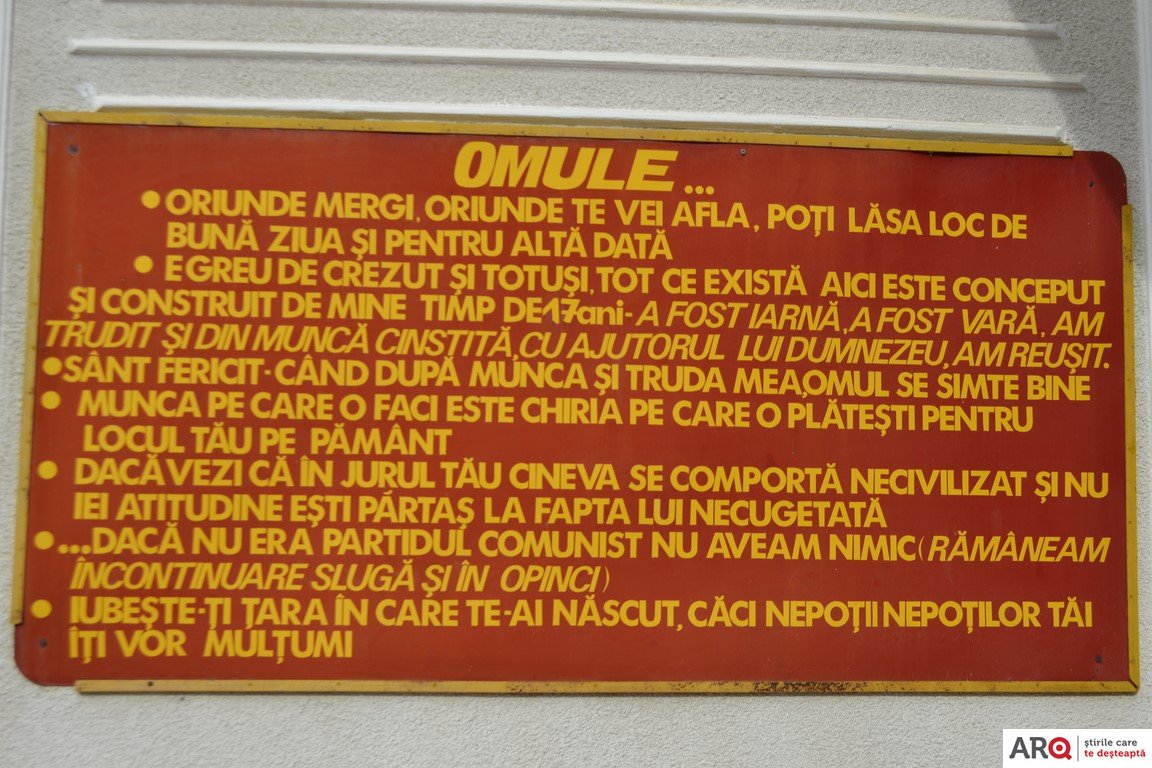 OMULE...
• ORIUNDE MERGI, ORIUNDE TE VEI AFLA, POȚI LĂSA LOC DE
BUNĂ ZIUA ȘI PENTRU ALTĂ DATĂ
• E GREU DE CREZUT ȘI TOTUȘI, TOT CE EXISTĂ AICI ESTE CONCEPUT
ȘI CONSTRUIT DE MINE TIMP DE 17 ani - A FOST IARNĂ, A FOST VARĂ, AM
TRUDIT ȘI DIN MUNCĂ CINSTITĂ, CU AJUTORUL LUI DUMNEZEU, AM REUȘIT.
• SÂNT FERICIT - CÂND DUPĂ MUNCA ȘI TRUDA MEA, OMUL SE SIMTE BINE
• MUNCA PE CARE O FACI ESTE CHIRIA PE CARE O PLĂTEȘTI PENTRU
LOCUL TĂU PE PĂMÂNT
• DACĂ VEZI CĂ ÎN JURUL TĂU CINEVA SE COMPORTĂ NECIVILIZAT ȘI NU
IEI ATITUDINE EȘTI PĂRTAȘ LA FAPTA LUI NECUGETATĂ
• ...DACĂ NU ERA PARTIDUL COMUNIST NU AVEAM NIMIC (RĂMÂNEAM
ÎNCONTINUARE SLUGĂ ȘI ÎN OPINCI)
• IUBEȘTE-ȚI ȚARA ÎN CARE TE-AI NĂSCUT, CĂCI NEPOȚII NEPOȚILOR TĂI
ÎȚI VOR MULȚUMI
ARQ știrile care
te deșteaptă